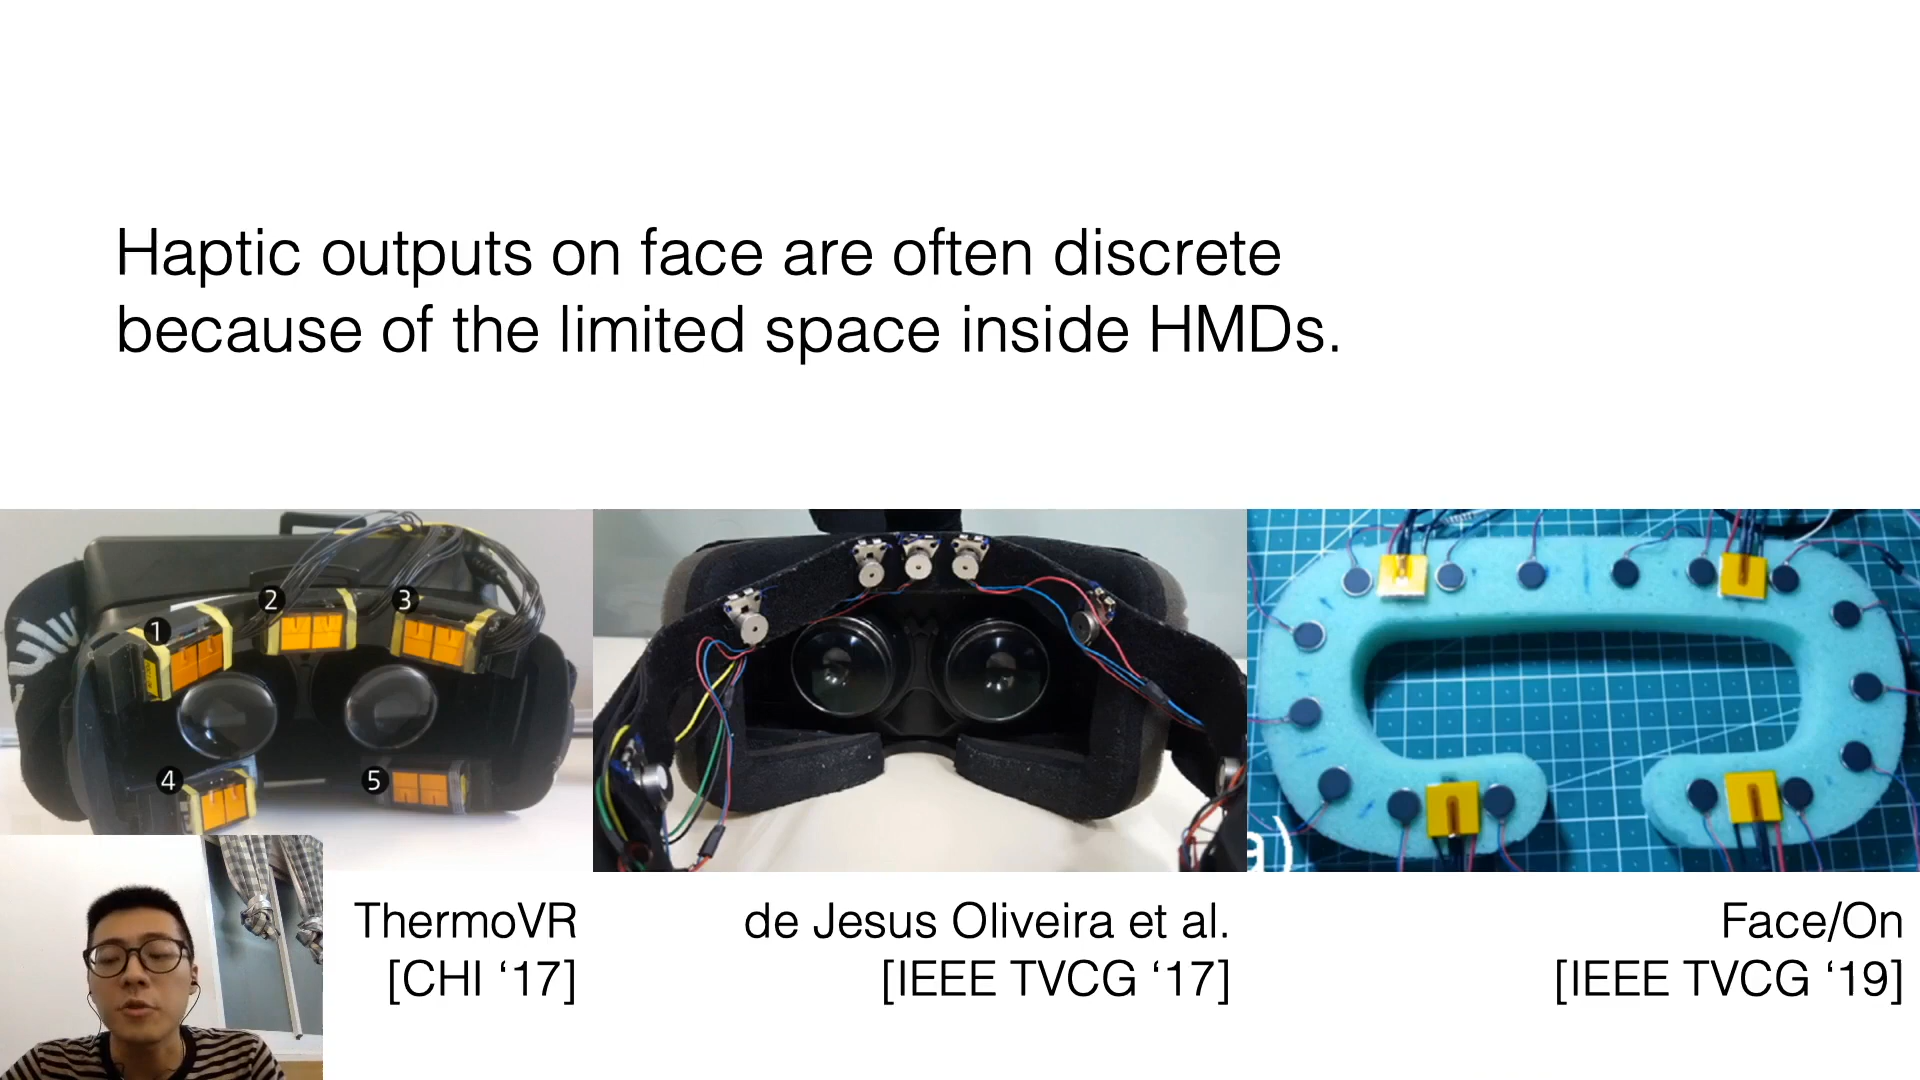 Haptic outputs on face are often discrete
because of the limited space inside HMDs.
1
2
3
4
5
a)
ThermoVR
[CHI ‘17]
de Jesus Oliveira et al.
[IEEE TVCG ‘17]
Face/On
[IEEE TVCG ‘19]